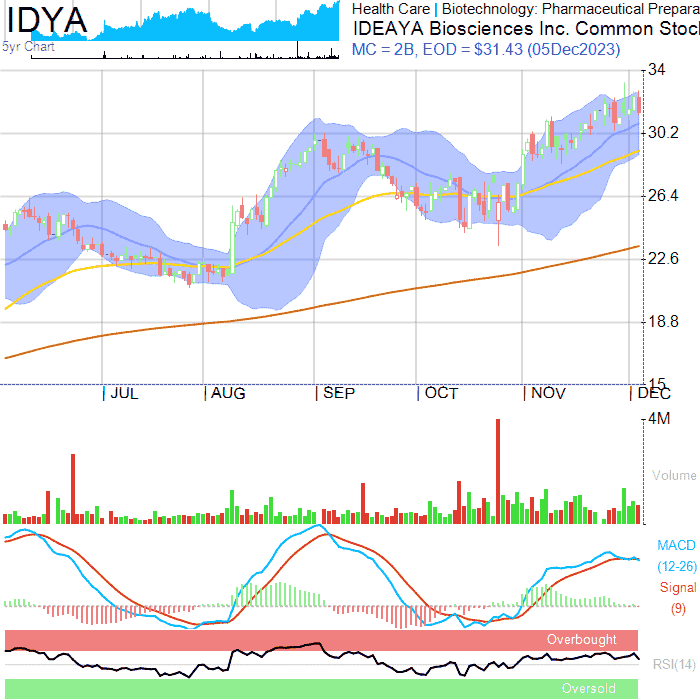 IDYA
Health Care | Biotechnology: Pharmaceutical Prepara
IDEAYA Biosciences Inc. Common Stoc
5yr Chart
MC = 2B, EOD = $31.43 (05Dec2023)
34
30.2
26.4
22.6
18.8
15
| JUL | AUG | SEP | OCT | NOV | DEC
4M
Volume
MACD
(12-26)
Signal
(9)
Overbought
RSI(14)
Oversold